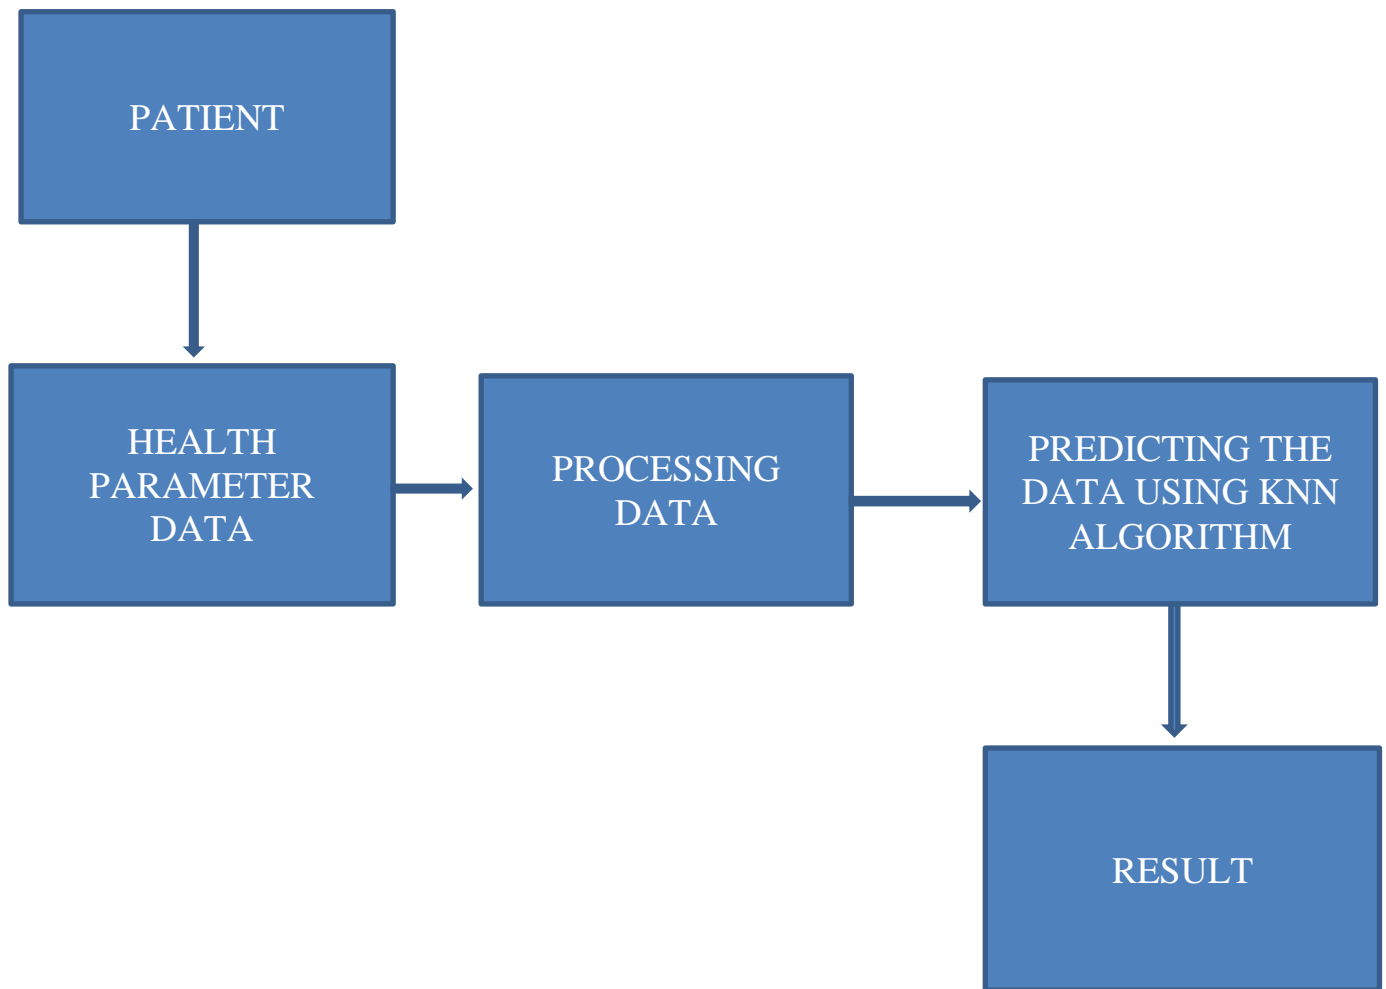 PATIENT
HEALTH
PARAMETER
DATA
PROCESSING
DATA
PREDICTING THE
DATA USING KNN
ALGORITHM
RESULT